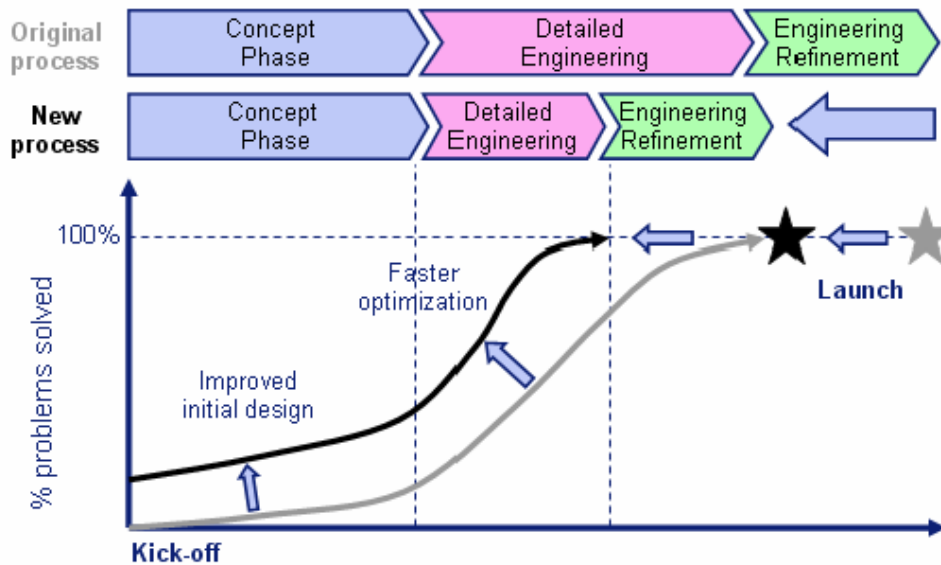 Original
process
Concept
Phase
Detailed
Engineering
Engineering
Refinement
New
process
Concept
Phase
Detailed
Engineering
Engineering
Refinement
100%
Faster
optimization
Launch
Improved
initial design
% problems solved
Kick-off